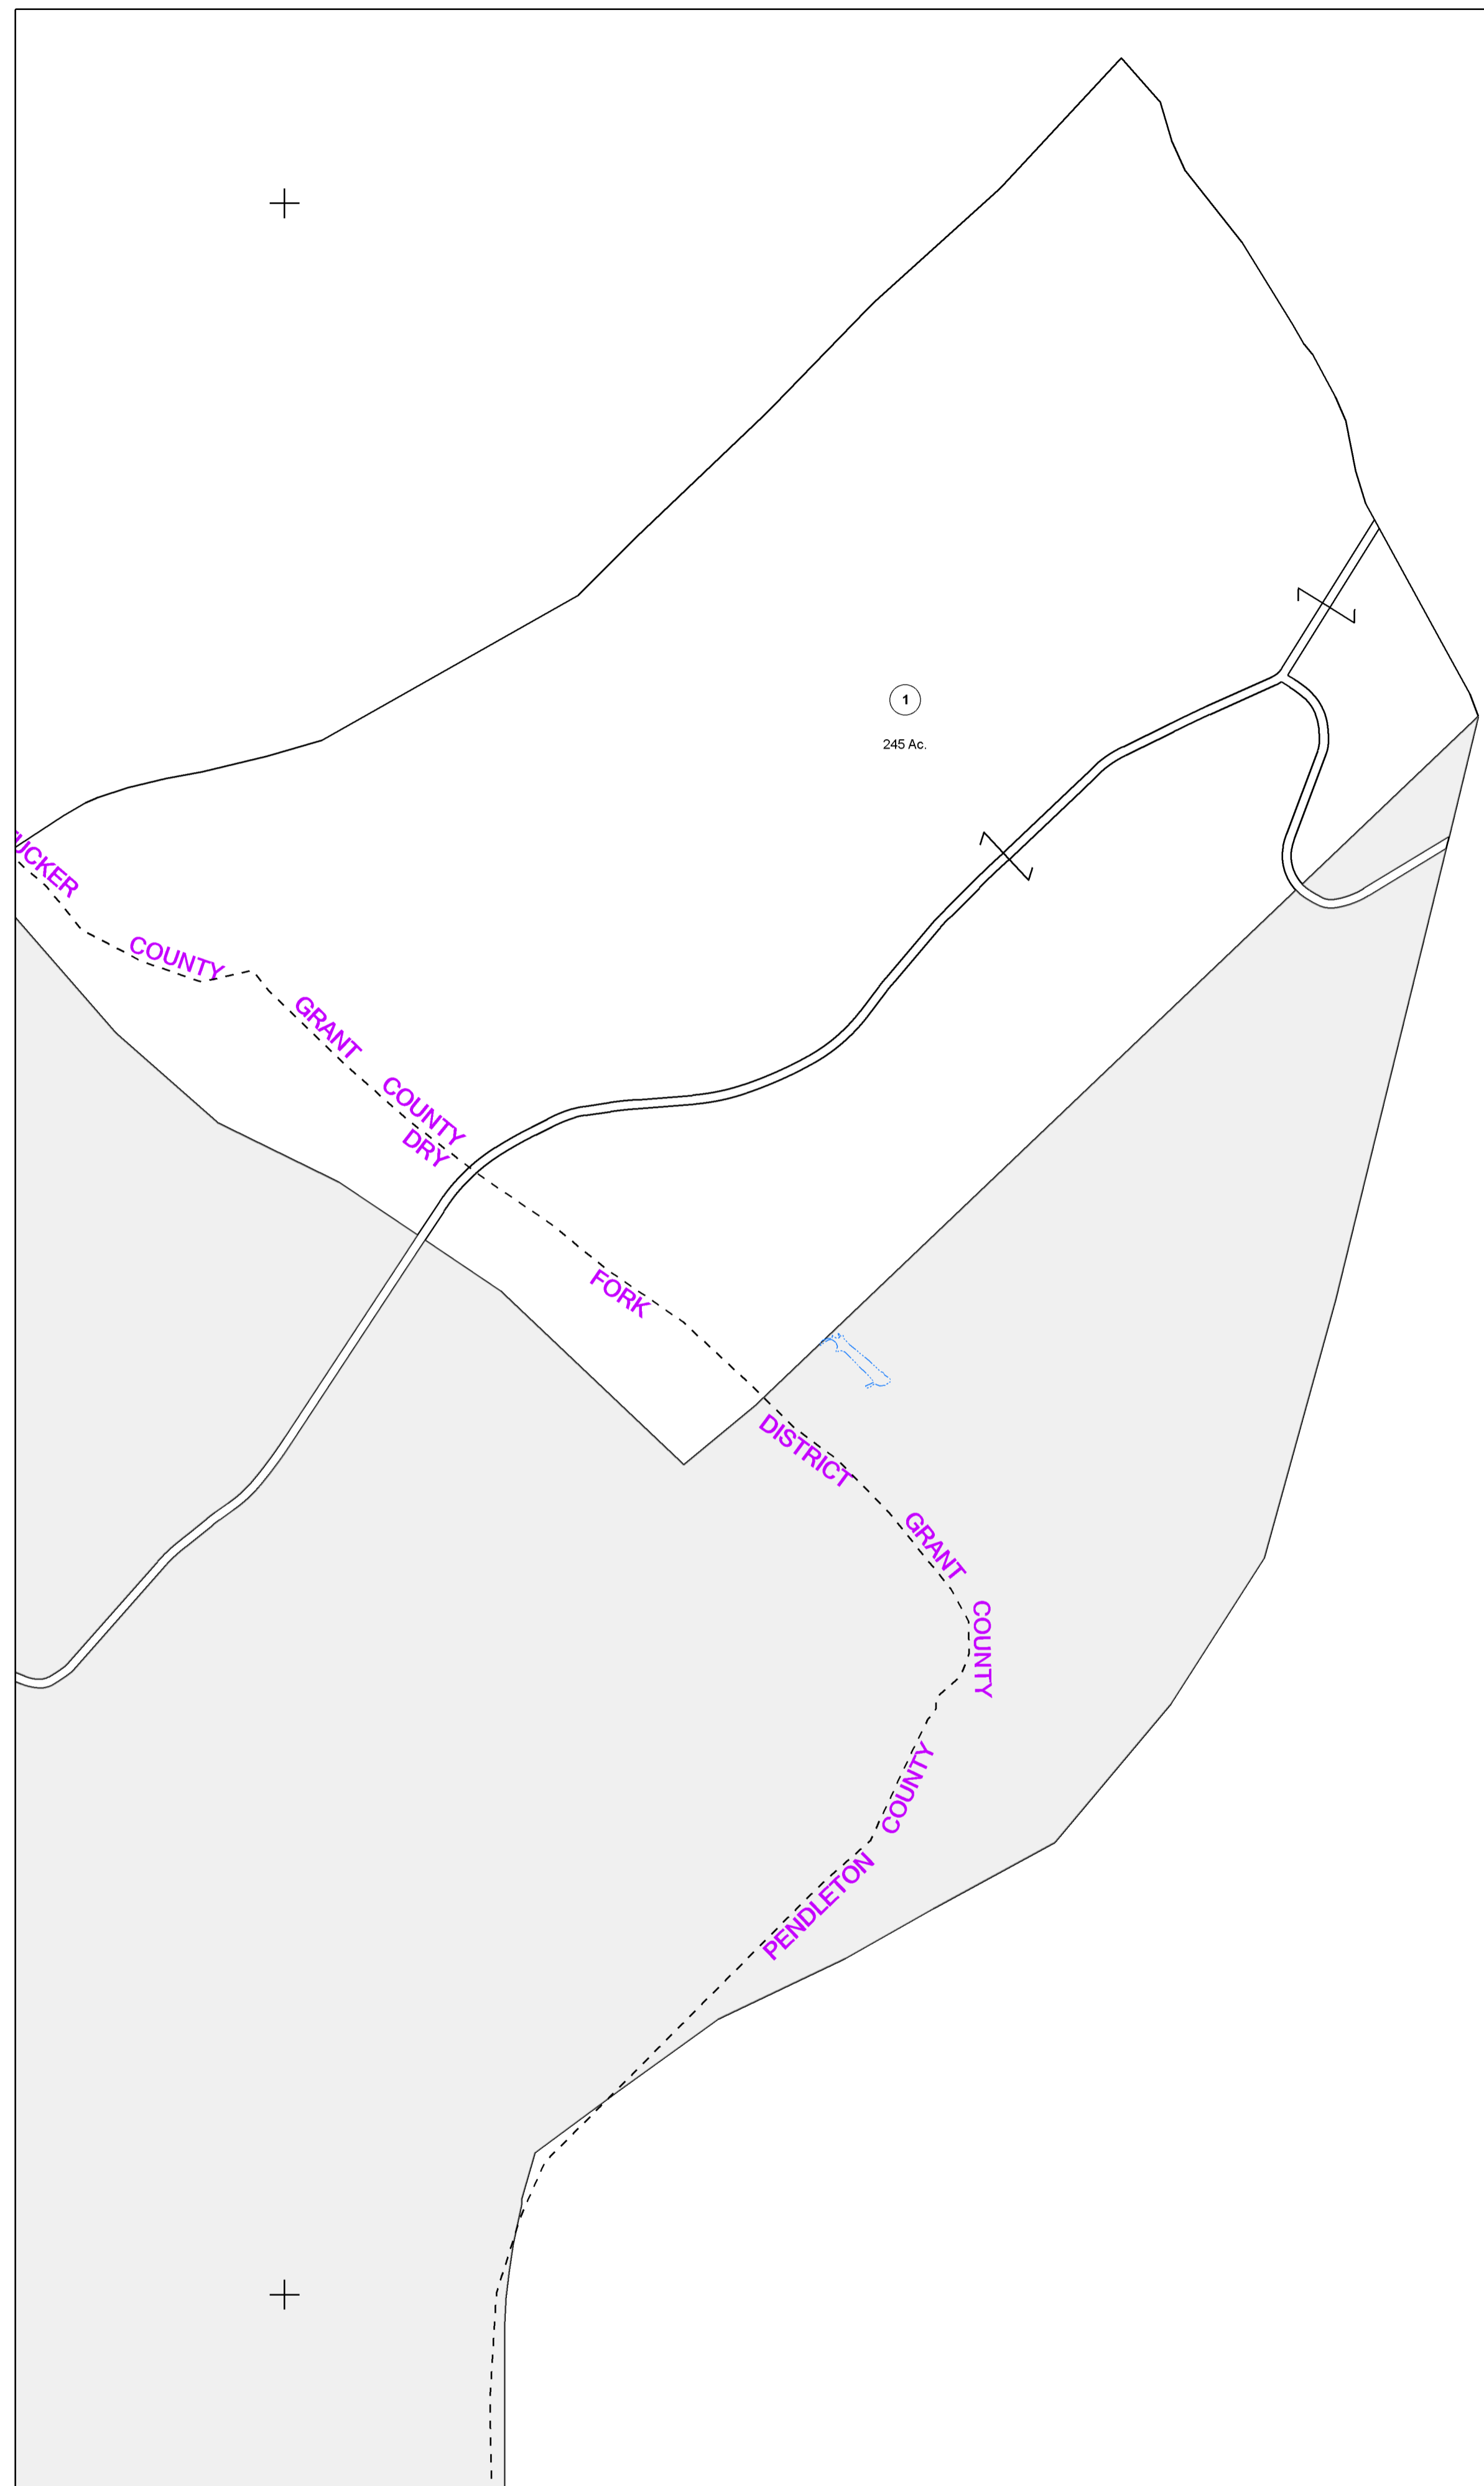 1
245 Ac.
UCKER
COUNTY
GRANT
COUNTY
DRY
FORK
DISTRICT
GRANT
COUNTY
COUNTY
PENDLETON